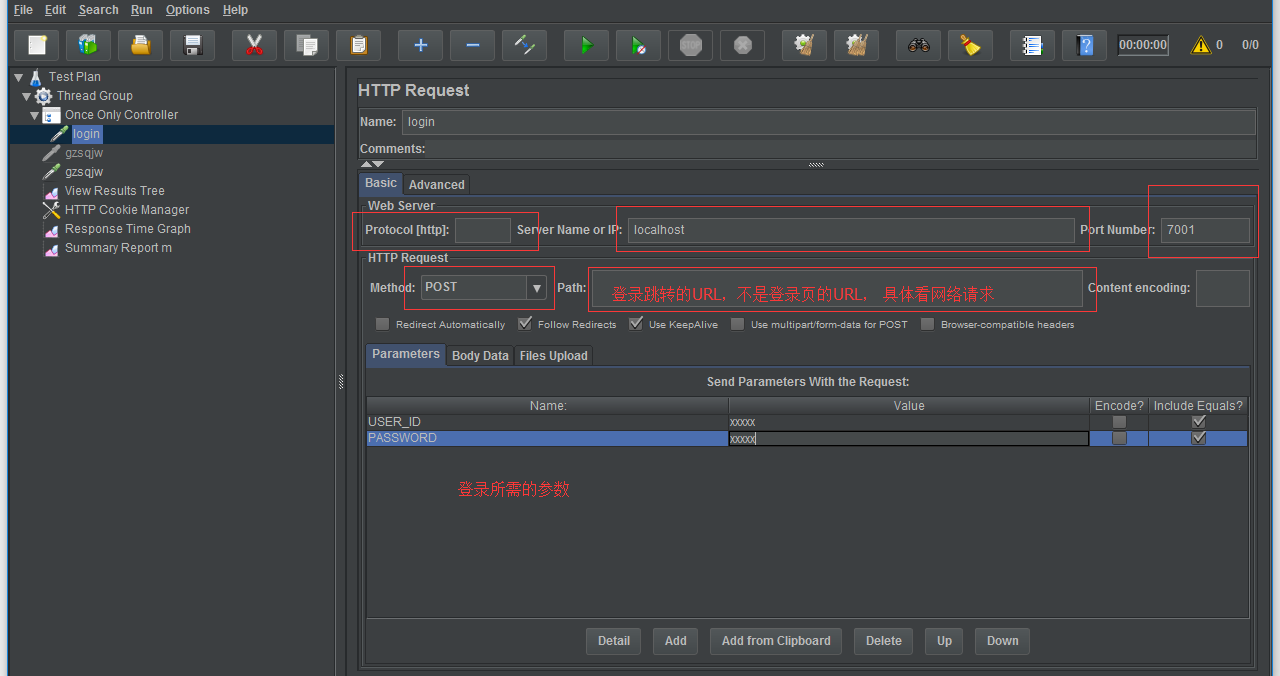 File Edit Search Run Options Help
STOP
00:00:00 0 0/0
Test Plan
Thread Group
Once Only Controller
login
gzsqjw
gzsqjw
View Results Tree
HTTP Cookie Manager
Response Time Graph
Summary Report m
HTTP Request
Name: login
Comments:
Basic Advanced
Web Server
Protocol [http]: Server Name or IP: localhost Port Number: 7001
HTTP Request
Method: POST Path: 登录跳转的URL，不是登录页的URL， 具体看网络请求 Content encoding:
Redirect Automatically Follow Redirects Use KeepAlive Use multipart/form-data for POST Browser-compatible headers
Parameters Body Data Files Upload
Send Parameters With the Request:
Name: Value Encode? Include Equals?
USER_ID xxxxx
PASSWORD xxxxx
登录所需的参数
Detail Add Add from Clipboard Delete Up Down